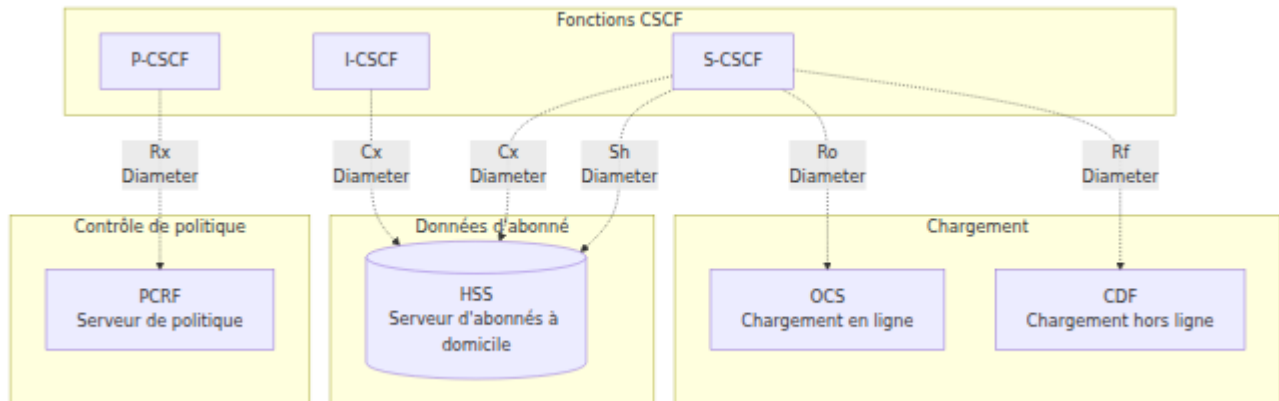 Fonctions CSCF
P-CSCF
I-CSCF
S-CSCF
Rx
Diameter
Cx
Diameter
Cx
Diameter
Sh
Diameter
Ro
Diameter
Rf
Diameter
Contrôle de politique
Données d'abonné
Chargement
PCRF
Serveur de politique
HSS
Serveur d'abonnés à
domicile
OCS
Chargement en ligne
CDF
Chargement hors ligne